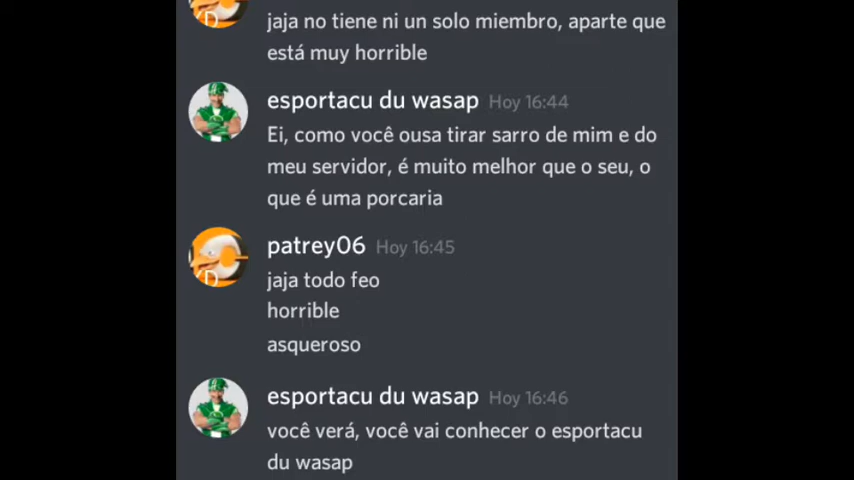 jaja no tiene ni un solo miembro, aparte que
está muy horrible
esportacu du wasap Hoy 16:44
Ei, como você ousa tirar sarro de mim e do
meu servidor, é muito melhor que o seu, o
que é uma porcaria
patrey06 Hoy 16:45
jaja todo feo
horrible
asqueroso
esportacu du wasap Hoy 16:46
você verá, você vai conhecer o esportacu
du wasap